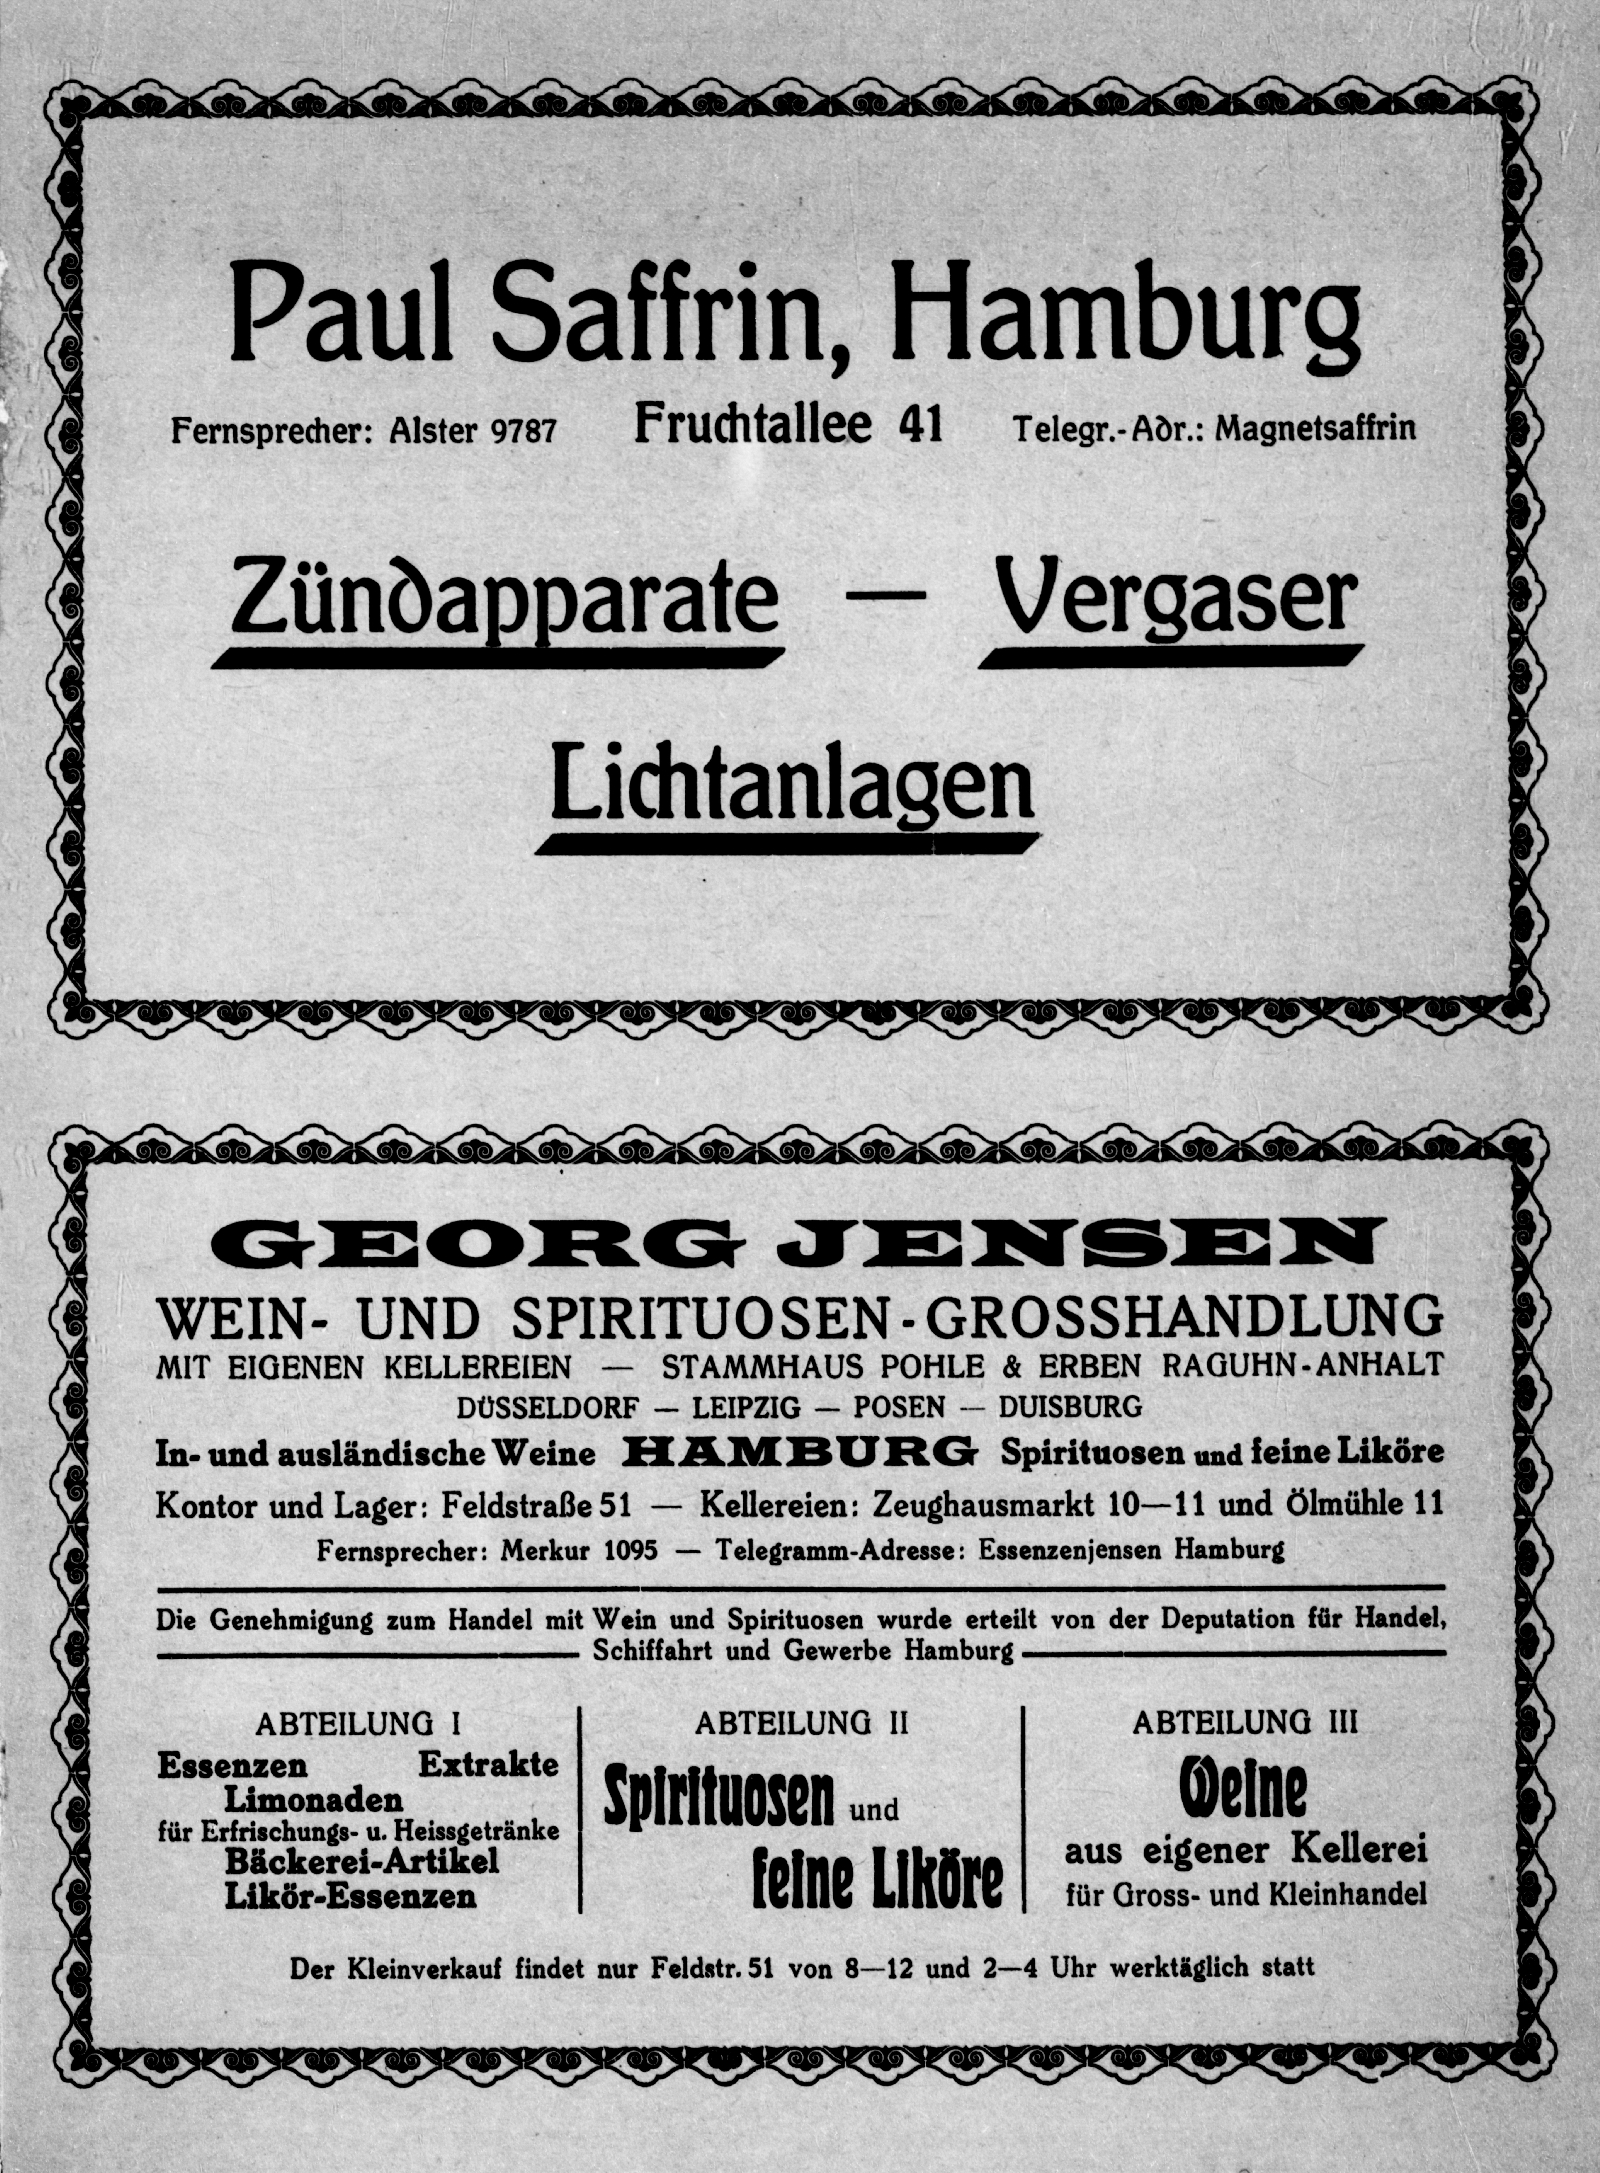 Paul Saffrin, Hamburg
Fernsprecher: Alster 9787 Fruchtallee 41 Telegr.-Adr.: Magnetsaffrin
Zündapparate — Vergaser
Lichtanlagen
GEORG JENSEN
WEIN- UND SPIRITUOSEN-GROSSHANDLUNG
MIT EIGENEN KELLEREIEN — STAMMHAUS POHLE & ERBEN RAGUHN-ANHALT
DÜSSELDORF — LEIPZIG — POSEN — DUISBURG
In- und ausländische Weine HAMBURG Spirituosen und feine Liköre
Kontor und Lager: Feldstraße 51 — Kellereien: Zeughausmarkt 10—11 und Ölmühle 11
Fernsprecher: Merkur 1095 — Telegramm-Adresse: Essenzenjensen Hamburg
Die Genehmigung zum Handel mit Wein und Spirituosen wurde erteilt von der Deputation für Handel,
Schiffahrt und Gewerbe Hamburg
ABTEILUNG I
Essenzen Extrakte
Limonaden
für Erfrischungs- u. Heissgetränke
Bäckerei-Artikel
Likör-Essenzen
ABTEILUNG II
Spirituosen und
feine Liköre
ABTEILUNG III
Weine
aus eigener Kellerei
für Gross- und Kleinhandel
Der Kleinverkauf findet nur Feldstr. 51 von 8—12 und 2—4 Uhr werktäglich statt